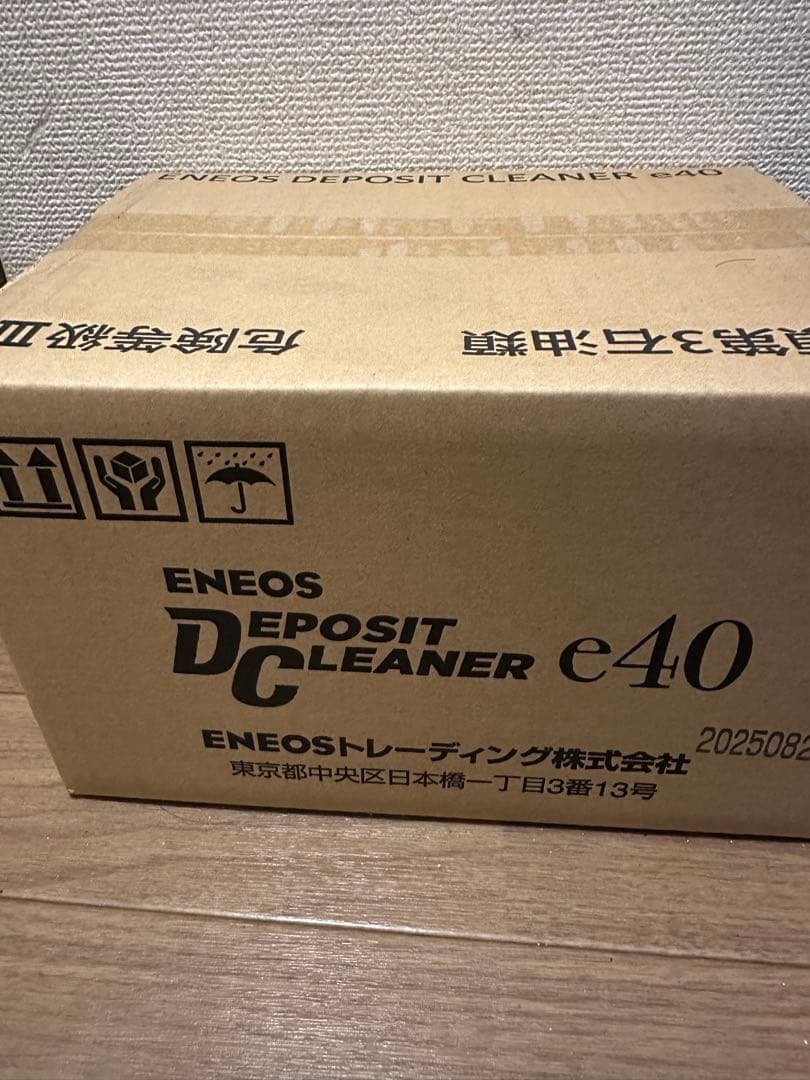 ENEOS DEPOSIT CLEANER e40
第3石油類
危険等級Ⅲ
ENEOS
DEPOSIT
CLEANER e40
ENEOSトレーディング株式会社
2025082
東京都中央区日本橋一丁目3番13号